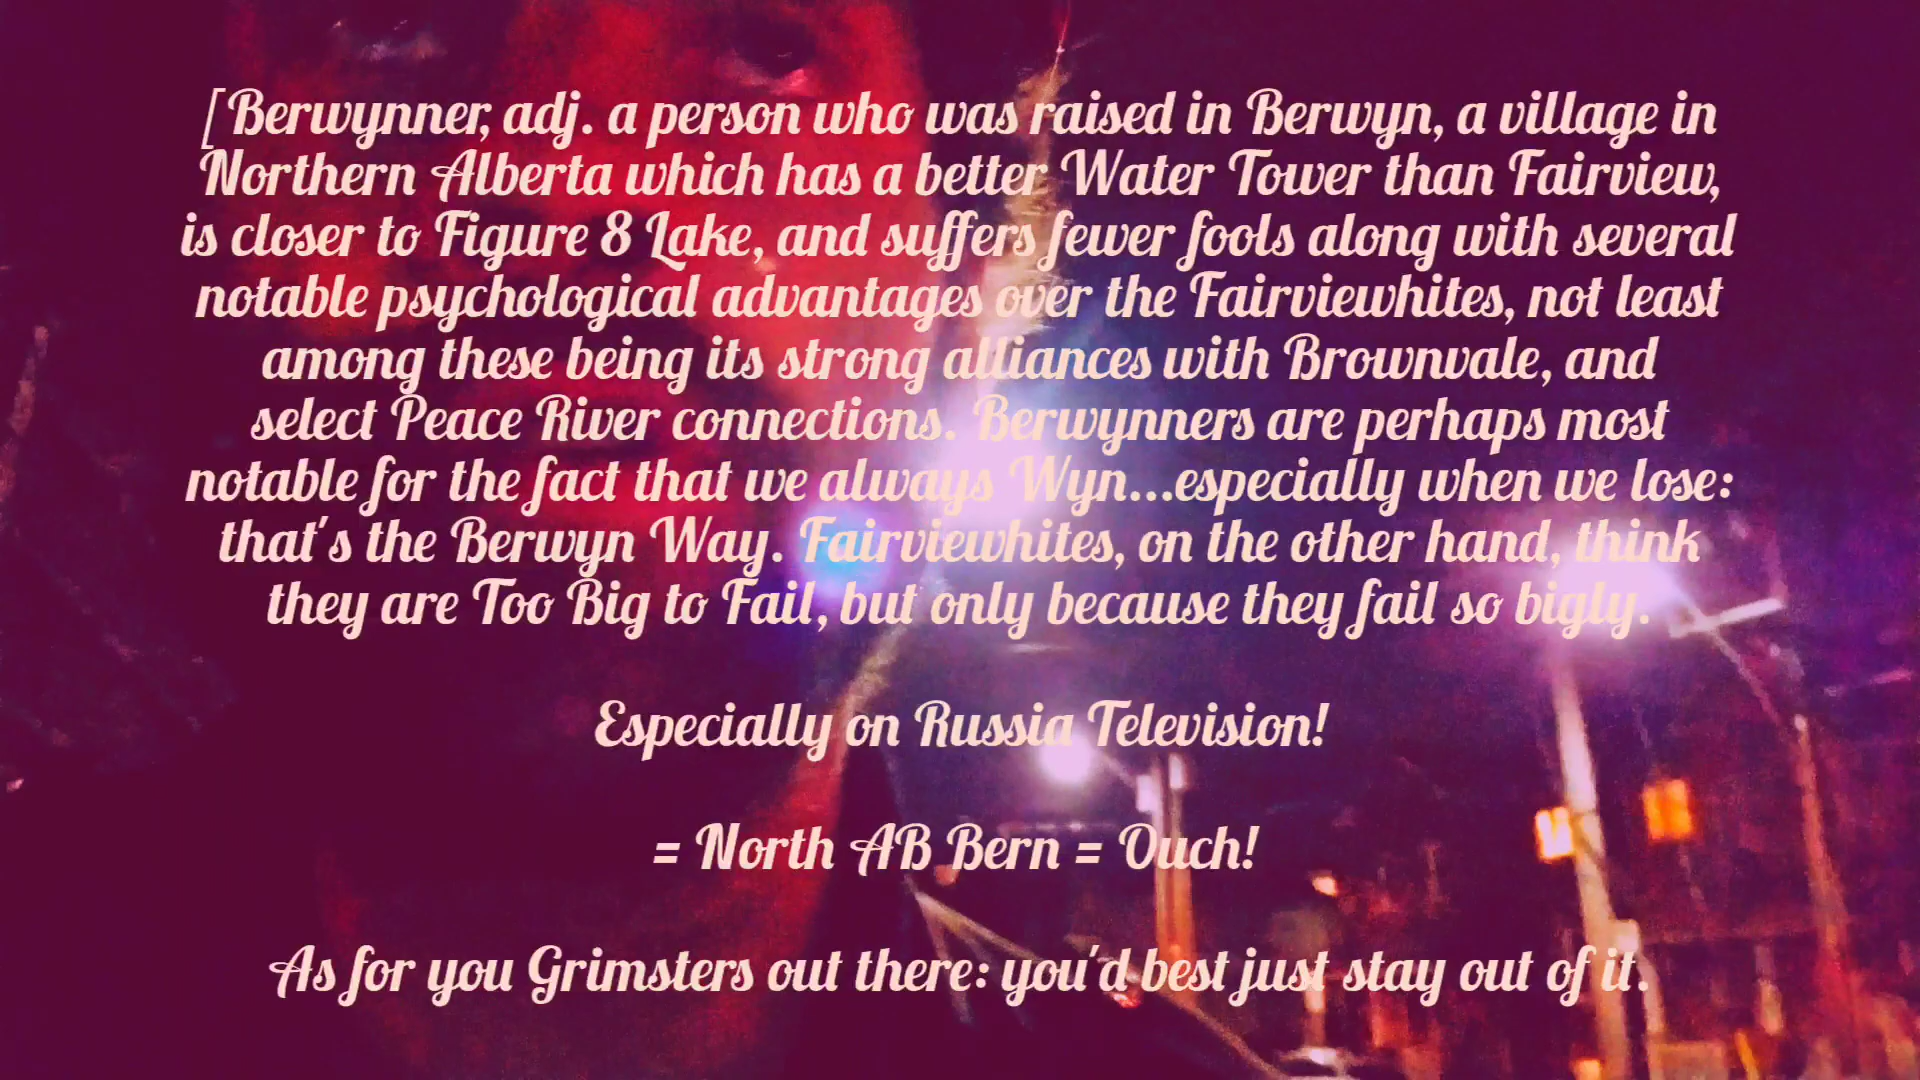 [Berwynner, adj. a person who was raised in Berwyn, a village in
Northern Alberta which has a better Water Tower than Fairview,
is closer to Figure 8 Lake, and suffers fewer fools along with several
notable psychological advantages over the Fairviewhites, not least
among these being its strong alliances with Brownvale, and
select Peace River connections. Berwynners are perhaps most
notable for the fact that we always Wyn...especially when we lose:
that's the Berwyn Way. Fairviewhites, on the other hand, think
they are Too Big to Fail, but only because they fail so bigly.
Especially on Russia Television!
= North AB Bern = Ouch!
As for you Grimsters out there: you'd best just stay out of it.